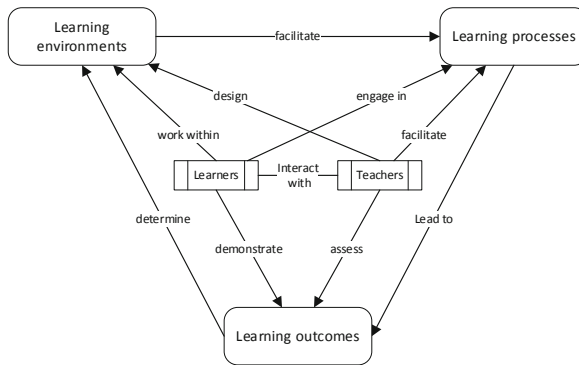 Learning
environments
facilitate
Learning processes
design
engage in
work within
facilitate
Learners
Interact
with
Teachers
determine
demonstrate
assess
Lead to
Learning outcomes